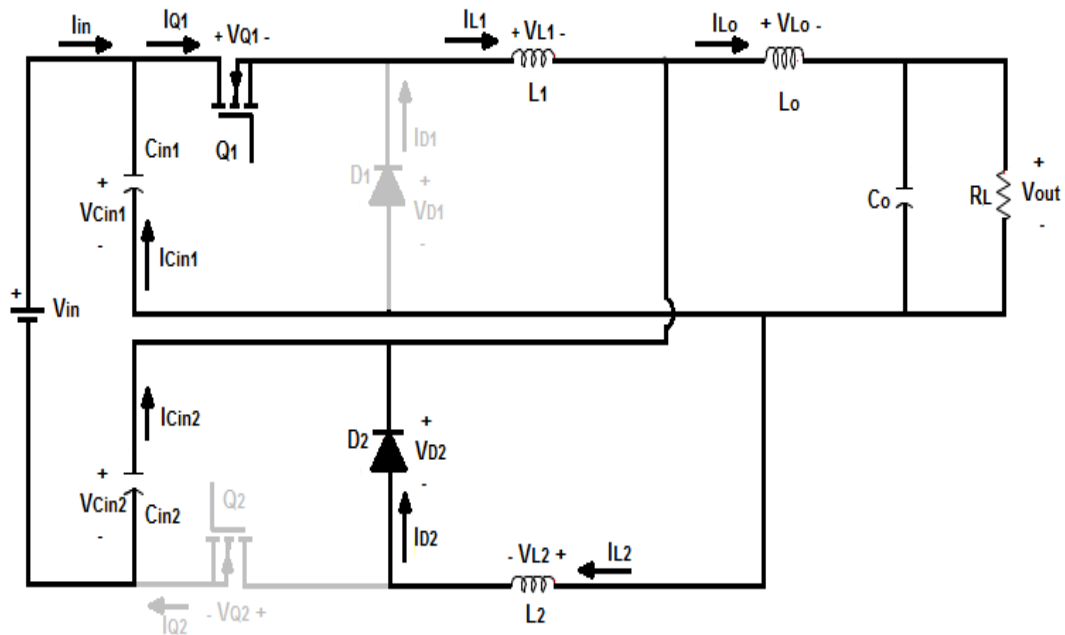 Iin
IQ1
+ VQ1 -
IL1
+ VL1 -
ILo
+ VLo -
L1
Lo
Cin1
Q1
ID1
D1
+
VD1
-
+
VCin1
-
ICin1
Co
RL
+
Vout
-
+
Vin
ICin2
D2
+
VD2
-
+
VCin2
-
Cin2
Q2
ID2
- VL2 +
IL2
L2
IQ2
- VQ2 +